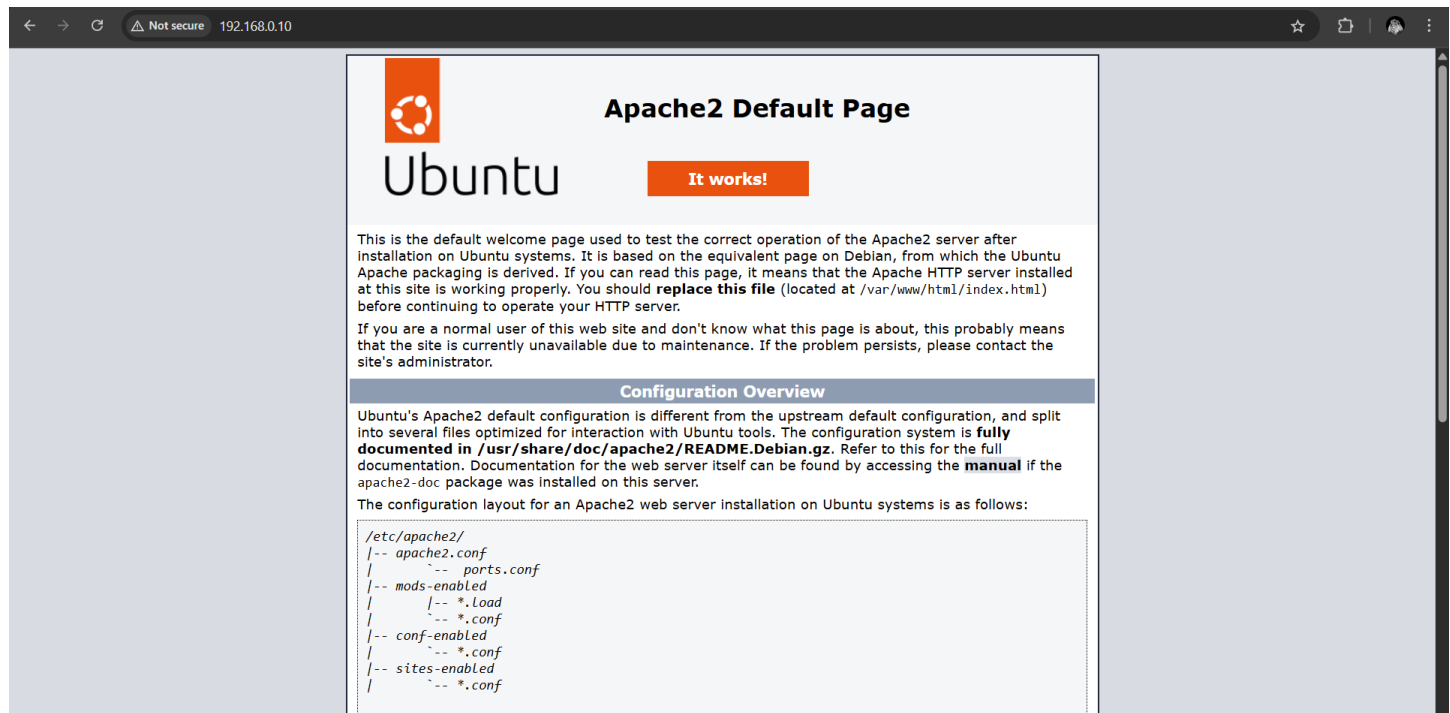 Not secure 192.168.0.10
Apache2 Default Page
Ubuntu
It works!
This is the default welcome page used to test the correct operation of the Apache2 server after
installation on Ubuntu systems. It is based on the equivalent page on Debian, from which the Ubuntu
Apache packaging is derived. If you can read this page, it means that the Apache HTTP server installed
at this site is working properly. You should replace this file (located at /var/www/html/index.html)
before continuing to operate your HTTP server.
If you are a normal user of this web site and don't know what this page is about, this probably means
that the site is currently unavailable due to maintenance. If the problem persists, please contact the
site's administrator.
Configuration Overview
Ubuntu's Apache2 default configuration is different from the upstream default configuration, and split
into several files optimized for interaction with Ubuntu tools. The configuration system is fully
documented in /usr/share/doc/apache2/README.Debian.gz. Refer to this for the full
documentation. Documentation for the web server itself can be found by accessing the manual if the
apache2-doc package was installed on this server.
The configuration layout for an Apache2 web server installation on Ubuntu systems is as follows:
/etc/apache2/
|-- apache2.conf
|       `--  ports.conf
|-- mods-enabled
|       |-- *.load
|       `-- *.conf
|-- conf-enabled
|       `-- *.conf
|-- sites-enabled
|       `-- *.conf